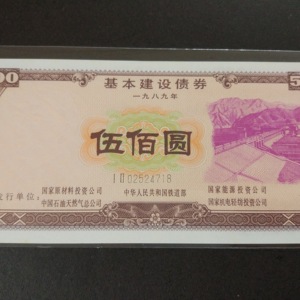 00
5
基本建设债券
一九八九年
伍佰圆
02524718
发行单位：
国家原材料投资公司
中国石油天然气总公司
中华人民共和国铁道部
国家能源投资公司
国家机电轻纺投资公司